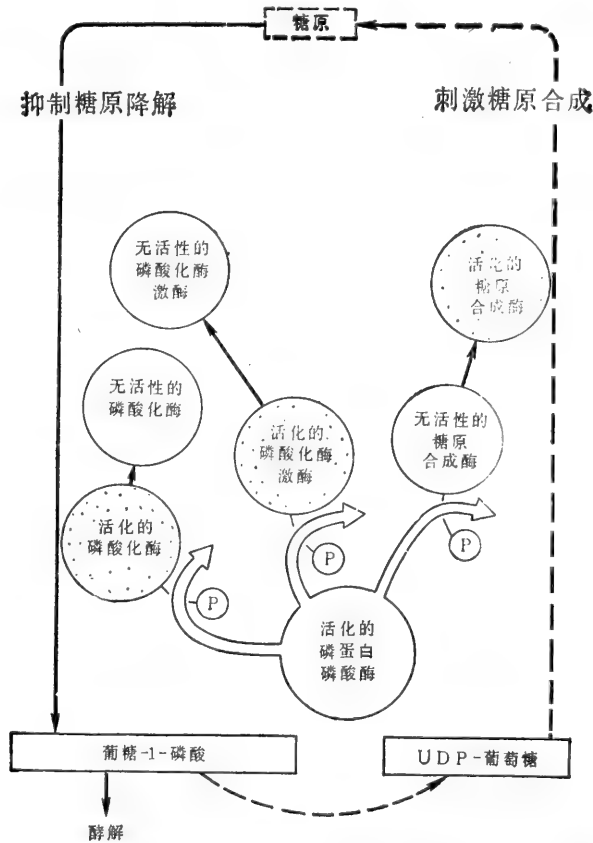 糖原
抑制糖原降解
刺激糖原合成
无活性的
磷酸化酶
激酶
活化的
糖原
合成酶
无活性的
磷酸化酶
活化的
磷酸化酶
激酶
无活性的
糖原
合成酶
活化的
磷酸化酶
P
P
P
活化的
磷蛋白
磷酸酶
葡糖-1-磷酸
UDP-葡萄糖
酵解